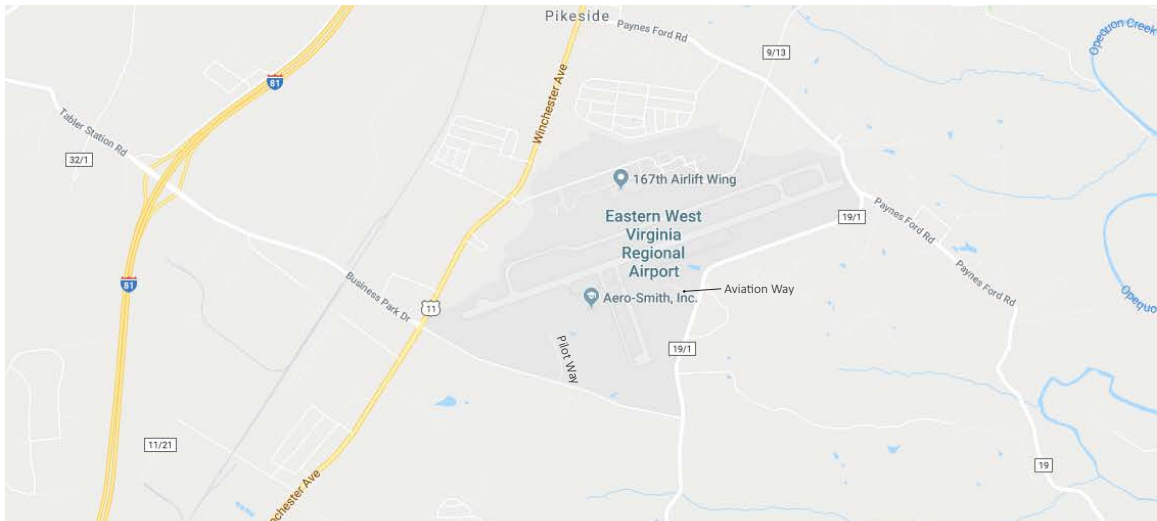 Pikeside
Paynes Ford Rd
9/13
Opequon Creek
81
Winchester Ave
Tabler Station Rd
32/1
167th Airlift Wing
Paynes Ford Rd
19/1
Eastern West
Virginia
Regional
Airport
Paynes Ford Rd
81
Business Park Dr
11
Aero-Smith, Inc.
Aviation Way
Opequo
Pilot Way
19/1
11/21
19
nchester Ave